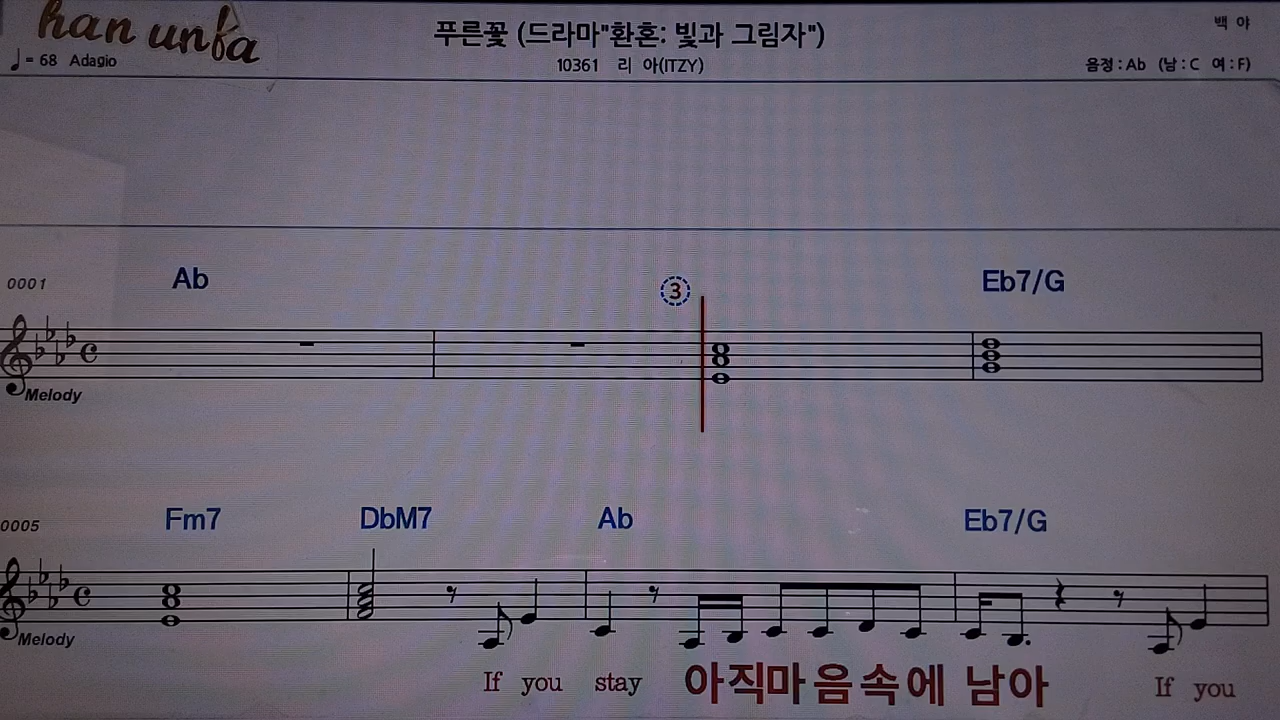 han unfa
푸른꽃 (드라마"환혼: 빛과 그림자")
백 야
♩= 68 Adagio
10361 리 아(ITZY)
음정 : Ab (남 : C 여 : F)
0001
Ab
③
Eb7/G
Melody
0005
Fm7
DbM7
Ab
Eb7/G
Melody
If you stay 아직마음속에 남아 If you